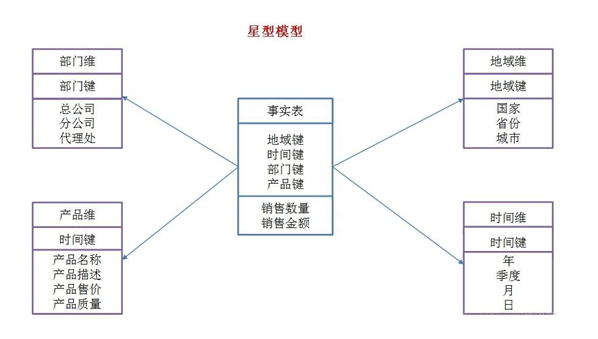 星型模型
部门维
部门键
总公司
分公司
代理处
地域维
地域键
国家
省份
城市
事实表
地域键
时间键
部门键
产品键
销售数量
销售金额
产品维
时间键
产品名称
产品描述
产品售价
产品质量
时间维
时间键
年
季度
月
日